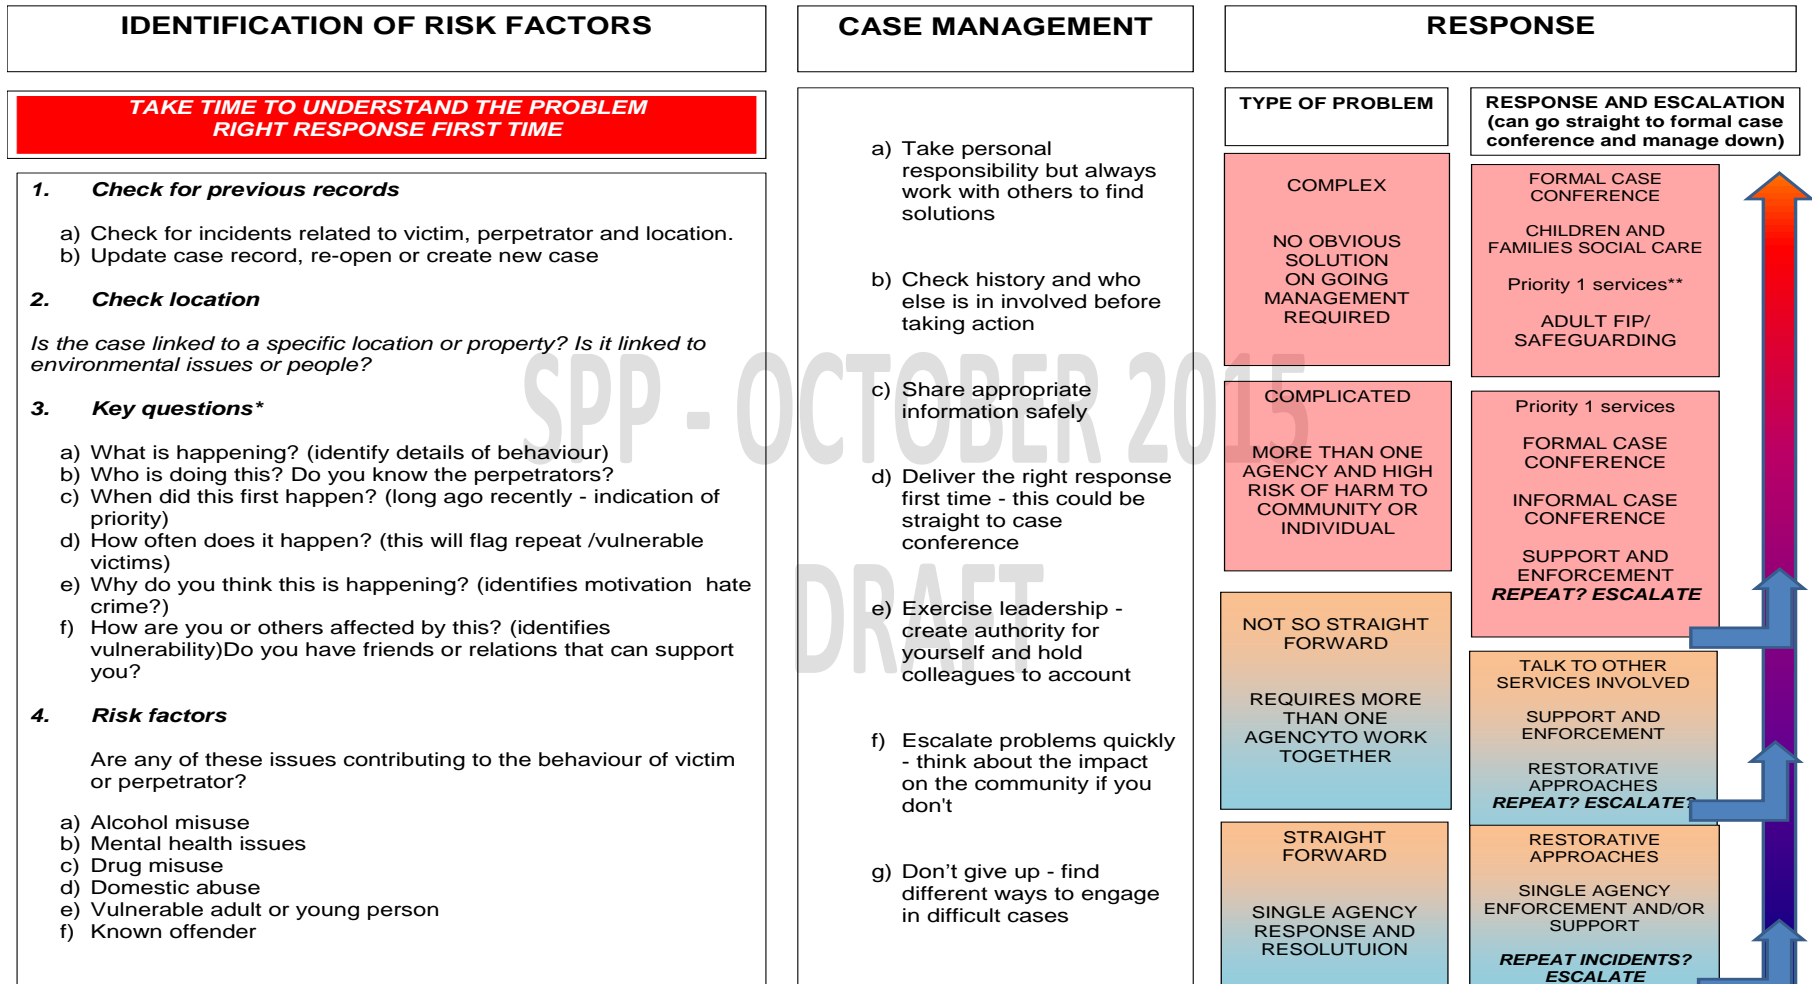 IDENTIFICATION OF RISK FACTORS
TAKE TIME TO UNDERSTAND THE PROBLEM
RIGHT RESPONSE FIRST TIME
1. Check for previous records
a) Check for incidents related to victim, perpetrator and location.
b) Update case record, re-open or create new case
2. Check location
Is the case linked to a specific location or property? Is it linked to
environmental issues or people?
3. Key questions*
a) What is happening? (identify details of behaviour)
b) Who is doing this? Do you know the perpetrators?
c) When did this first happen? (long ago recently - indication of
priority)
d) How often does it happen? (this will flag repeat /vulnerable
victims)
e) Why do you think this is happening? (identifies motivation hate
crime?)
f) How are you or others affected by this? (identifies
vulnerability)Do you have friends or relations that can support
you?
4. Risk factors
Are any of these issues contributing to the behaviour of victim
or perpetrator?
a) Alcohol misuse
b) Mental health issues
c) Drug misuse
d) Domestic abuse
e) Vulnerable adult or young person
f) Known offender
CASE MANAGEMENT
a) Take personal
responsibility but always
work with others to find
solutions
b) Check history and who
else is in involved before
taking action
c) Share appropriate
information safely
d) Deliver the right response
first time - this could be
straight to case
conference
e) Exercise leadership -
create authority for
yourself and hold
colleagues to account
f) Escalate problems quickly
- think about the impact
on the community if you
don't
g) Don't give up - find
different ways to engage
in difficult cases
RESPONSE
TYPE OF PROBLEM
COMPLEX
NO OBVIOUS
SOLUTION
ON GOING
MANAGEMENT
REQUIRED
COMPLICATED
MORE THAN ONE
AGENCY AND HIGH
RISK OF HARM TO
COMMUNITY OR
INDIVIDUAL
NOT SO STRAIGHT
FORWARD
REQUIRES MORE
THAN ONE
AGENCYTO WORK
TOGETHER
STRAIGHT
FORWARD
SINGLE AGENCY
RESPONSE AND
RESOLUTUION
RESPONSE AND ESCALATION
(can go straight to formal case
conference and manage down)
FORMAL CASE
CONFERENCE
CHILDREN AND
FAMILIES SOCIAL CARE
Priority 1 services**
ADULT FIP/
SAFEGUARDING
Priority 1 services
FORMAL CASE
CONFERENCE
INFORMAL CASE
CONFERENCE
SUPPORT AND
ENFORCEMENT
REPEAT? ESCALATE
TALK TO OTHER
SERVICES INVOLVED
SUPPORT AND
ENFORCEMENT
RESTORATIVE
APPROACHES
REPEAT? ESCALATE?
RESTORATIVE
APPROACHES
SINGLE AGENCY
ENFORCEMENT AND/OR
SUPPORT
REPEAT INCIDENTS?
ESCALATE
SPP - OCTOBER 2015
DRAFT